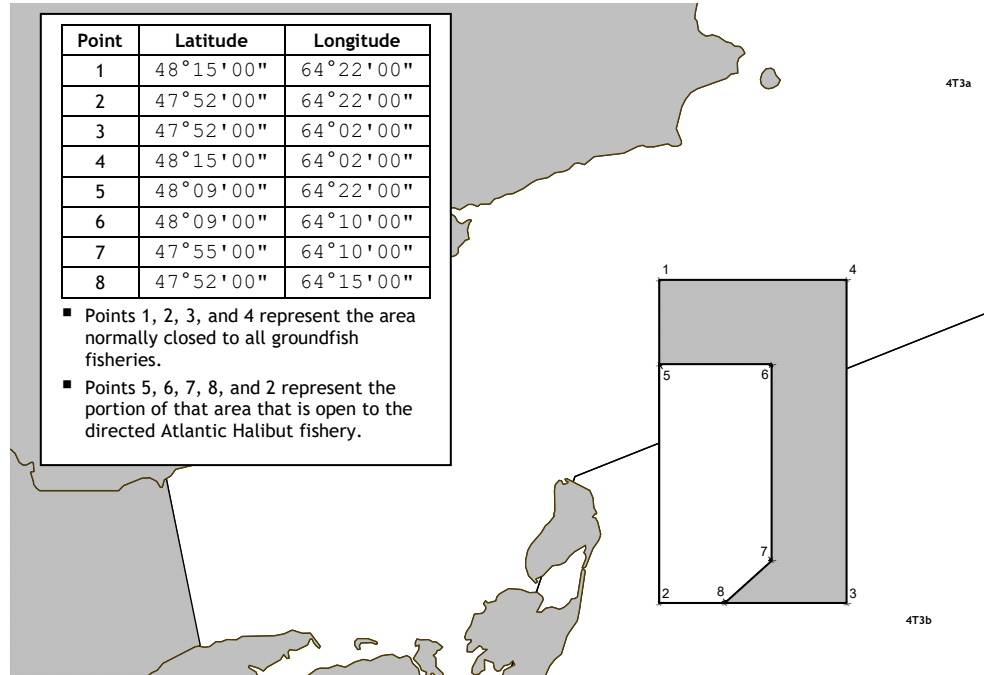 Point Latitude Longitude
1 48°15'00" 64°22'00"
2 47°52'00" 64°22'00"
3 47°52'00" 64°02'00"
4 48°15'00" 64°02'00"
5 48°09'00" 64°22'00"
6 48°09'00" 64°10'00"
7 47°55'00" 64°10'00"
8 47°52'00" 64°15'00"
▪ Points 1, 2, 3, and 4 represent the area
normally closed to all groundfish
fisheries.
▪ Points 5, 6, 7, 8, and 2 represent the
portion of that area that is open to the
directed Atlantic Halibut fishery.
4T3a
1 4
5 6
7
2 8 3
4T3b